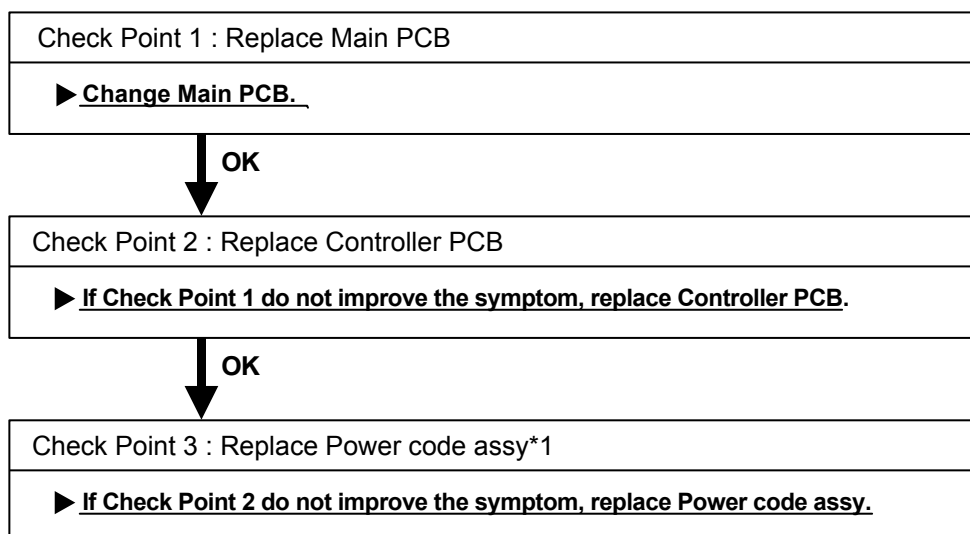 Check Point 1 : Replace Main PCB
▶ Change Main PCB.
OK
Check Point 2 : Replace Controller PCB
▶ If Check Point 1 do not improve the symptom, replace Controller PCB.
OK
Check Point 3 : Replace Power code assy*1
▶ If Check Point 2 do not improve the symptom, replace Power code assy.